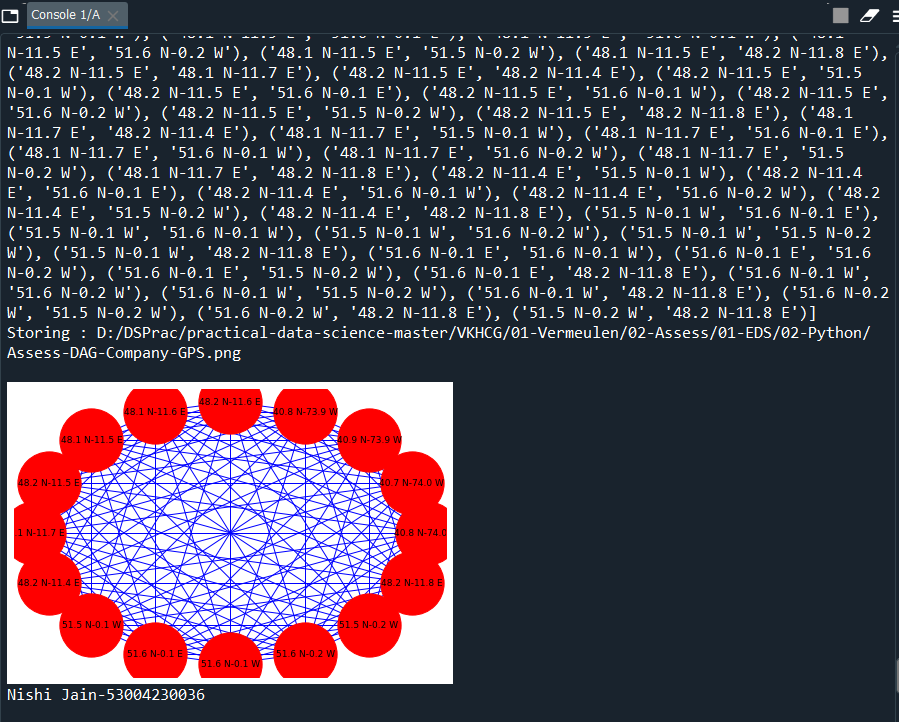 Console 1/A
N-11.5 E', '51.6 N-0.2 W'), ('48.1 N-11.5 E', '51.5 N-0.2 W'), ('48.1 N-11.5 E', '48.2 N-11.8 E'),
('48.2 N-11.5 E', '48.1 N-11.7 E'), ('48.2 N-11.5 E', '48.2 N-11.4 E'), ('48.2 N-11.5 E', '51.5
N-0.1 W'), ('48.2 N-11.5 E', '51.6 N-0.1 E'), ('48.2 N-11.5 E', '51.6 N-0.1 W'), ('48.2 N-11.5 E',
'51.6 N-0.2 W'), ('48.2 N-11.5 E', '51.5 N-0.2 W'), ('48.2 N-11.5 E', '48.2 N-11.8 E'), ('48.1
N-11.7 E', '48.2 N-11.4 E'), ('48.1 N-11.7 E', '51.5 N-0.1 W'), ('48.1 N-11.7 E', '51.6 N-0.1 E'),
('48.1 N-11.7 E', '51.6 N-0.1 W'), ('48.1 N-11.7 E', '51.6 N-0.2 W'), ('48.1 N-11.7 E', '51.5
N-0.2 W'), ('48.1 N-11.7 E', '48.2 N-11.8 E'), ('48.2 N-11.4 E', '51.5 N-0.1 W'), ('48.2 N-11.4
E', '51.6 N-0.1 E'), ('48.2 N-11.4 E', '51.6 N-0.1 W'), ('48.2 N-11.4 E', '51.6 N-0.2 W'), ('48.2
N-11.4 E', '51.5 N-0.2 W'), ('48.2 N-11.4 E', '48.2 N-11.8 E'), ('51.5 N-0.1 W', '51.6 N-0.1 E'),
('51.5 N-0.1 W', '51.6 N-0.1 W'), ('51.5 N-0.1 W', '51.6 N-0.2 W'), ('51.5 N-0.1 W', '51.5 N-0.2
W'), ('51.5 N-0.1 W', '48.2 N-11.8 E'), ('51.6 N-0.1 E', '51.6 N-0.1 W'), ('51.6 N-0.1 E', '51.6
N-0.2 W'), ('51.6 N-0.1 E', '51.5 N-0.2 W'), ('51.6 N-0.1 E', '48.2 N-11.8 E'), ('51.6 N-0.1 W',
'51.6 N-0.2 W'), ('51.6 N-0.1 W', '51.5 N-0.2 W'), ('51.6 N-0.1 W', '48.2 N-11.8 E'), ('51.6 N-0.2
W', '51.5 N-0.2 W'), ('51.6 N-0.2 W', '48.2 N-11.8 E'), ('51.5 N-0.2 W', '48.2 N-11.8 E')]
Storing : D:/DSPrac/practical-data-science-master/VKHCG/01-Vermeulen/02-Assess/01-EDS/02-Python/
Assess-DAG-Company-GPS.png
48.2 N-11.6 E
48.1 N-11.6 E
40.8 N-73.9 W
48.1 N-11.5 E
40.9 N-73.9 W
48.2 N-11.5 E
40.7 N-74.0 W
1 N-11.7 E
40.8 N-74.0
48.2 N-11.4 E
48.2 N-11.8 E
51.5 N-0.1 W
51.5 N-0.2 W
51.6 N-0.1 E
51.6 N-0.2 W
51.6 N-0.1 W
Nishi Jain-53004230036